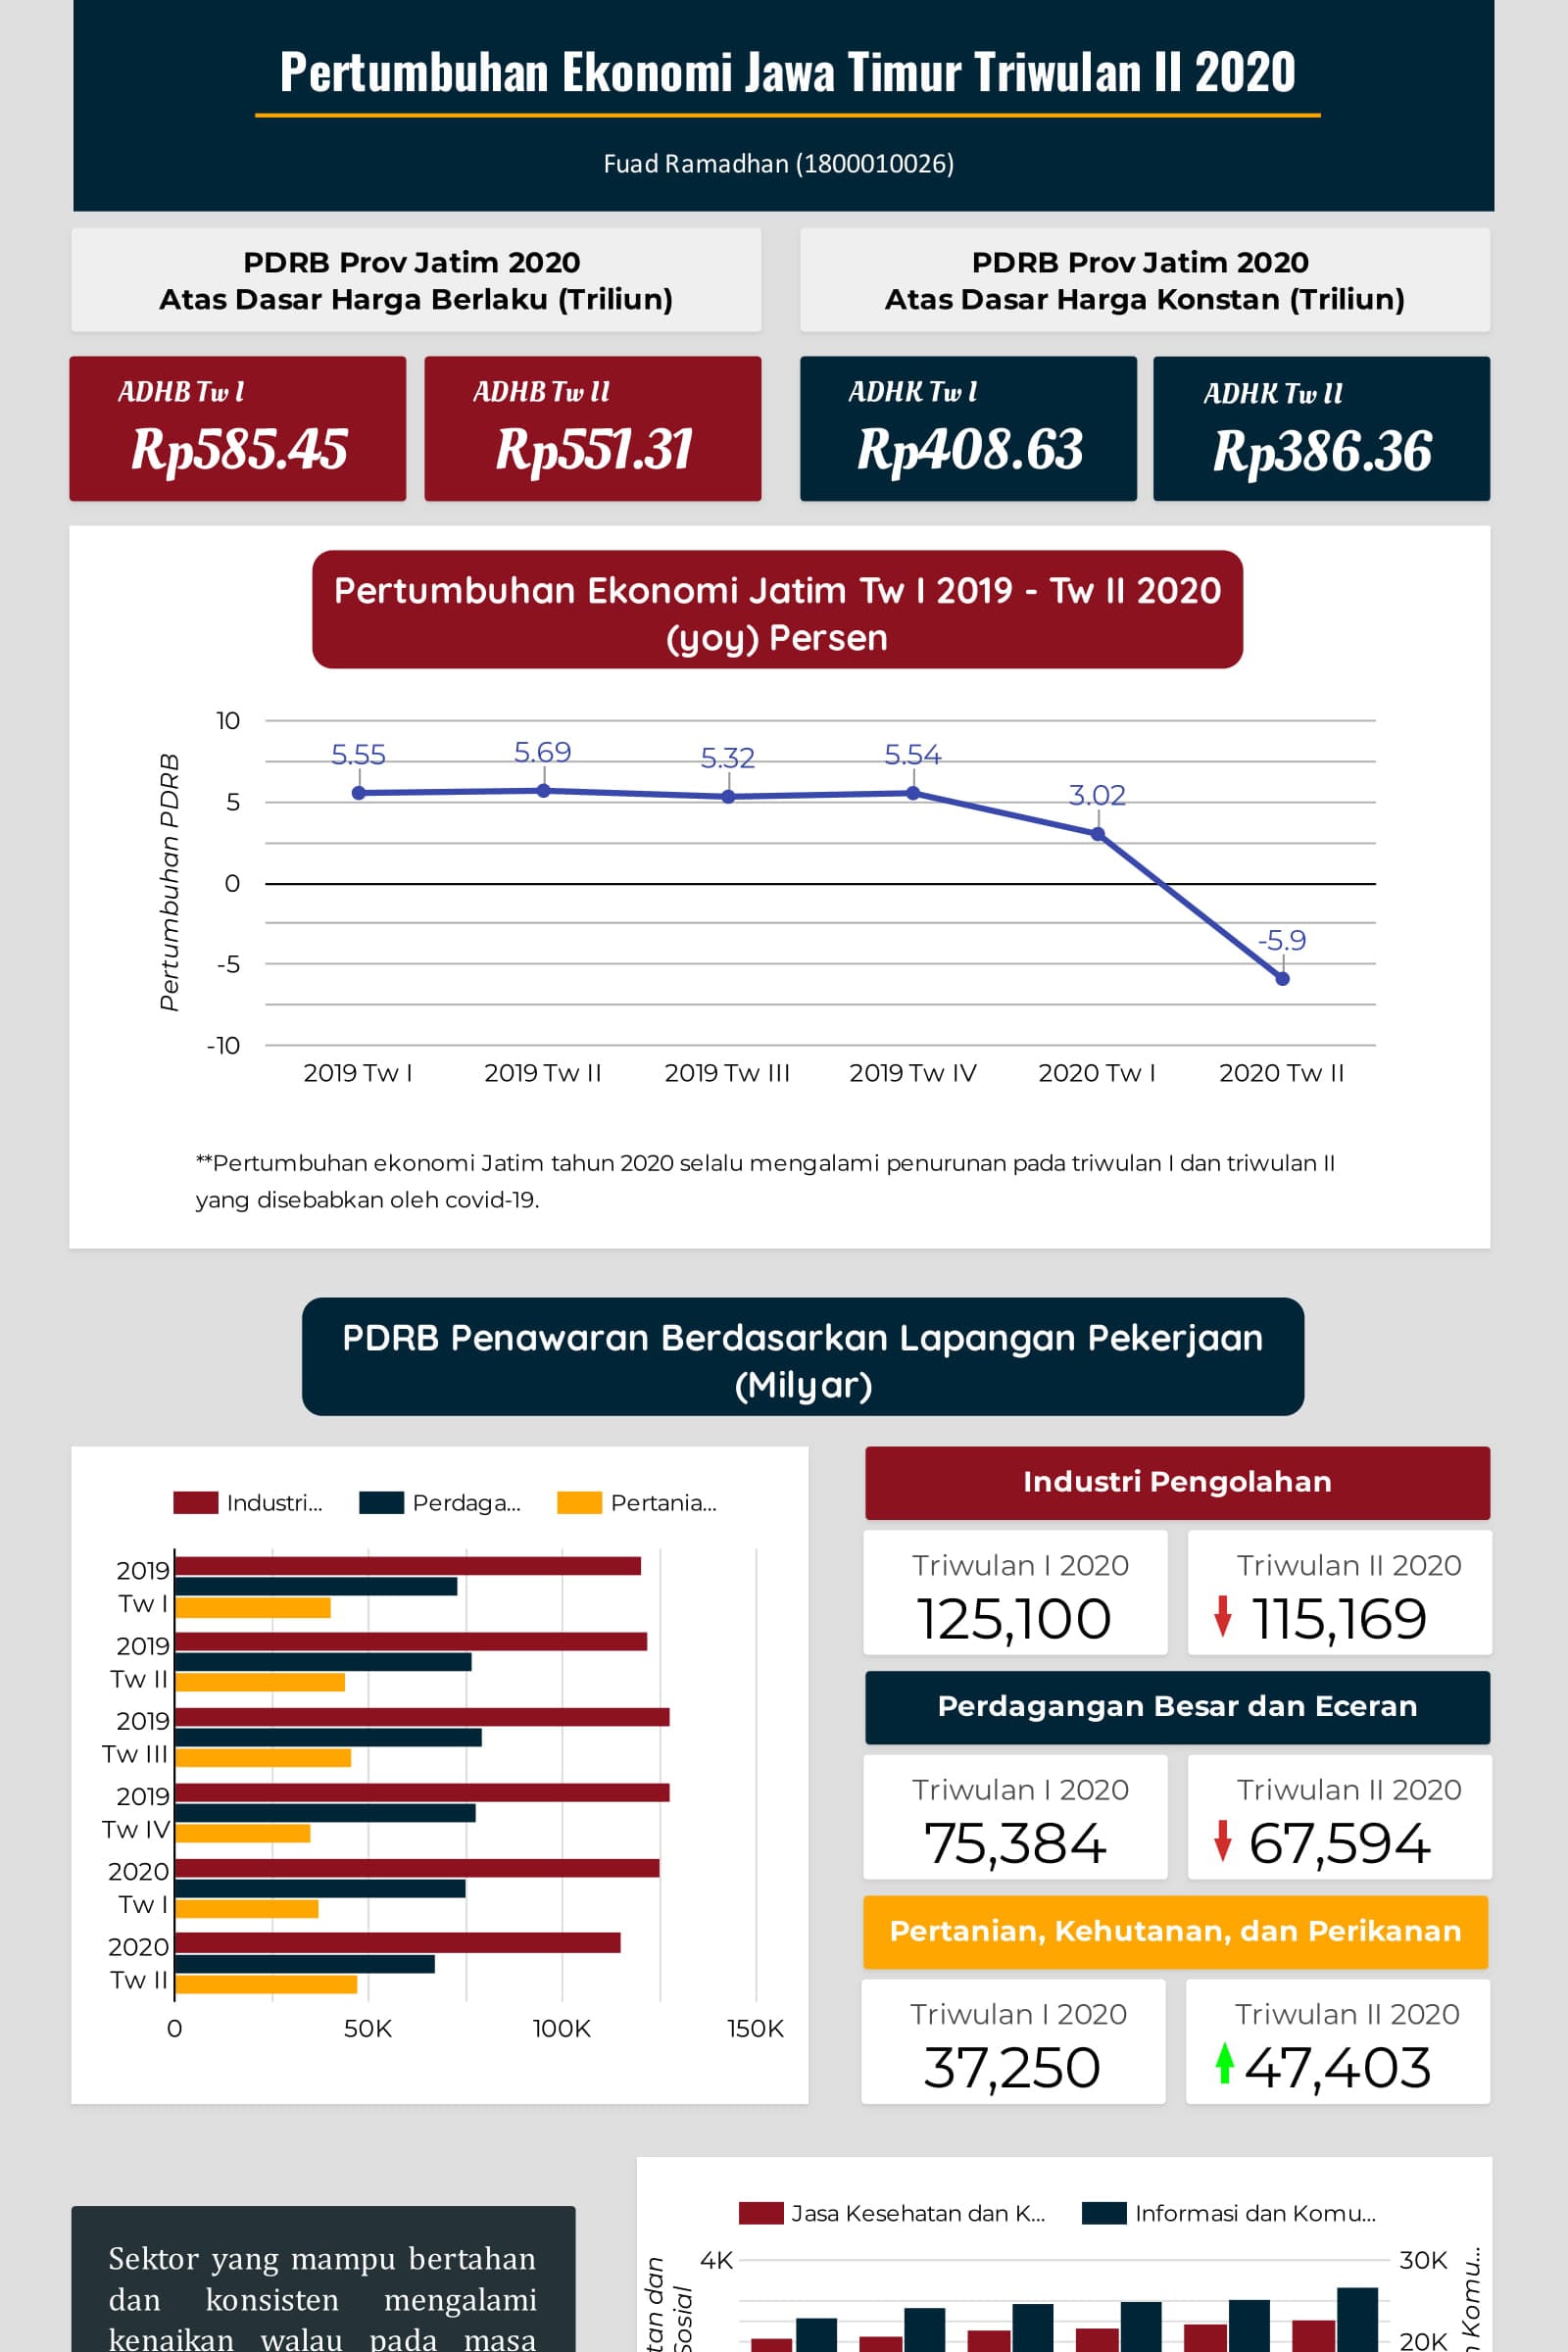 Pertumbuhan Ekonomi Jawa Timur Triwulan II 2020
Fuad Ramadhan (1800010026)
PDRB Prov Jatim 2020
Atas Dasar Harga Berlaku (Triliun)
PDRB Prov Jatim 2020
Atas Dasar Harga Konstan (Triliun)
ADHB Tw I
Rp585.45
ADHB Tw II
Rp551.31
ADHK Tw I
Rp408.63
ADHK Tw II
Rp386.36
Pertumbuhan Ekonomi Jatim Tw I 2019 - Tw II 2020
(yoy) Persen
Pertumbuhan PDRB
10
5
0
-5
-10
5.55
5.69
5.32
5.54
3.02
-5.9
2019 Tw I
2019 Tw II
2019 Tw III
2019 Tw IV
2020 Tw I
2020 Tw II
**Pertumbuhan ekonomi Jatim tahun 2020 selalu mengalami penurunan pada triwulan I dan triwulan II
yang disebabkan oleh covid-19.
PDRB Penawaran Berdasarkan Lapangan Pekerjaan
(Milyar)
Industri...
Perdaga...
Pertania...
2019
Tw I
2019
Tw II
2019
Tw III
2019
Tw IV
2020
Tw I
2020
Tw II
0
50K
100K
150K
Industri Pengolahan
Triwulan I 2020
125,100
Triwulan II 2020
115,169
Perdagangan Besar dan Eceran
Triwulan I 2020
75,384
Triwulan II 2020
67,594
Pertanian, Kehutanan, dan Perikanan
Triwulan I 2020
37,250
Triwulan II 2020
47,403
Sektor yang mampu bertahan
dan konsisten mengalami
kenaikan walau pada masa
Jasa Kesehatan dan K...
Informasi dan Komu...
4K
30K
20K
dan
Sosial
Komu...